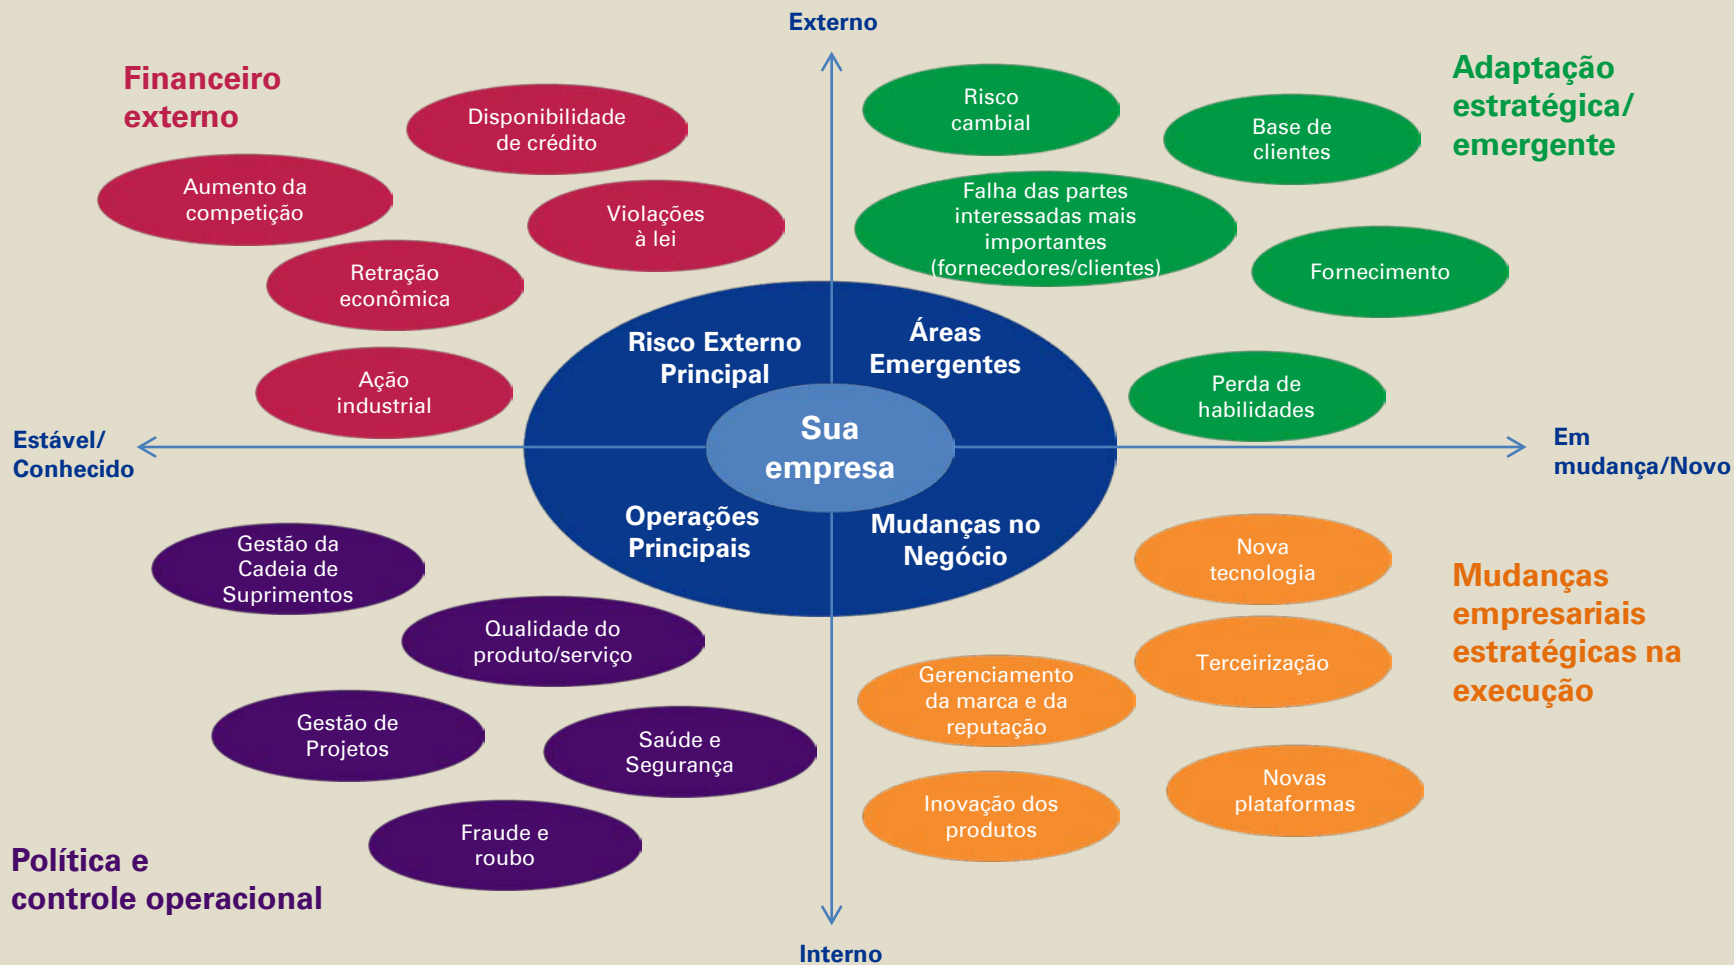 Externo
Financeiro
externo
Disponibilidade
de crédito
Aumento da
competição
Violações
à lei
Retração
econômica
Ação
industrial
Risco
cambial
Base de
clientes
Adaptação
estratégica/
emergente
Falha das partes
interessadas mais
importantes
(fornecedores/clientes)
Fornecimento
Perda de
habilidades
Risco Externo
Principal
Áreas
Emergentes
Sua
empresa
Estável/
Conhecido
Em
mudança/Novo
Operações
Principais
Mudanças no
Negócio
Gestão da
Cadeia de
Suprimentos
Qualidade do
produto/serviço
Gestão de
Projetos
Saúde e
Segurança
Fraude e
roubo
Política e
controle operacional
Nova
tecnologia
Terceirização
Gerenciamento
da marca e da
reputação
Novas
plataformas
Inovação dos
produtos
Mudanças
empresariais
estratégicas na
execução
Interno